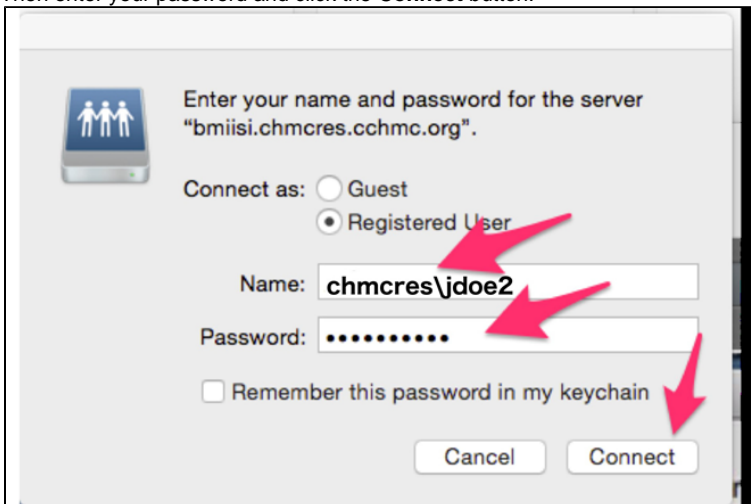 Then enter your password and click the Connect button.
Enter your name and password for the server
"bmiisi.chmcres.cchmc.org".
Connect as: Guest
Registered User
Name: chmcres\jdoe2
Password: ••••••••••
Remember this password in my keychain
Cancel Connect